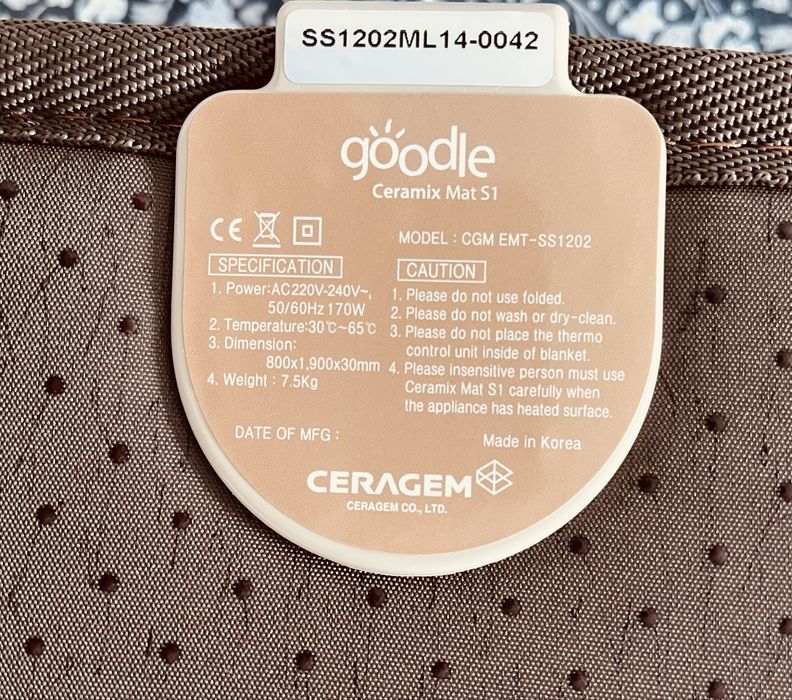 SS1202ML14-0042
goodle
Ceramix Mat S1
CE
MODEL : CGM EMT-SS1202
SPECIFICATION
1. Power:AC220V-240V~,
50/60Hz 170W
2. Temperature:30℃~65℃
3. Dimension:
800x1,900x30mm
4. Weight : 7.5Kg
CAUTION
1. Please do not use folded.
2. Please do not wash or dry-clean.
3. Please do not place the thermo
control unit inside of blanket.
4. Please insensitive person must use
Ceramix Mat S1 carefully when
the appliance has heated surface.
DATE OF MFG :
Made in Korea
CERAGEM
CERAGEM CO., LTD.